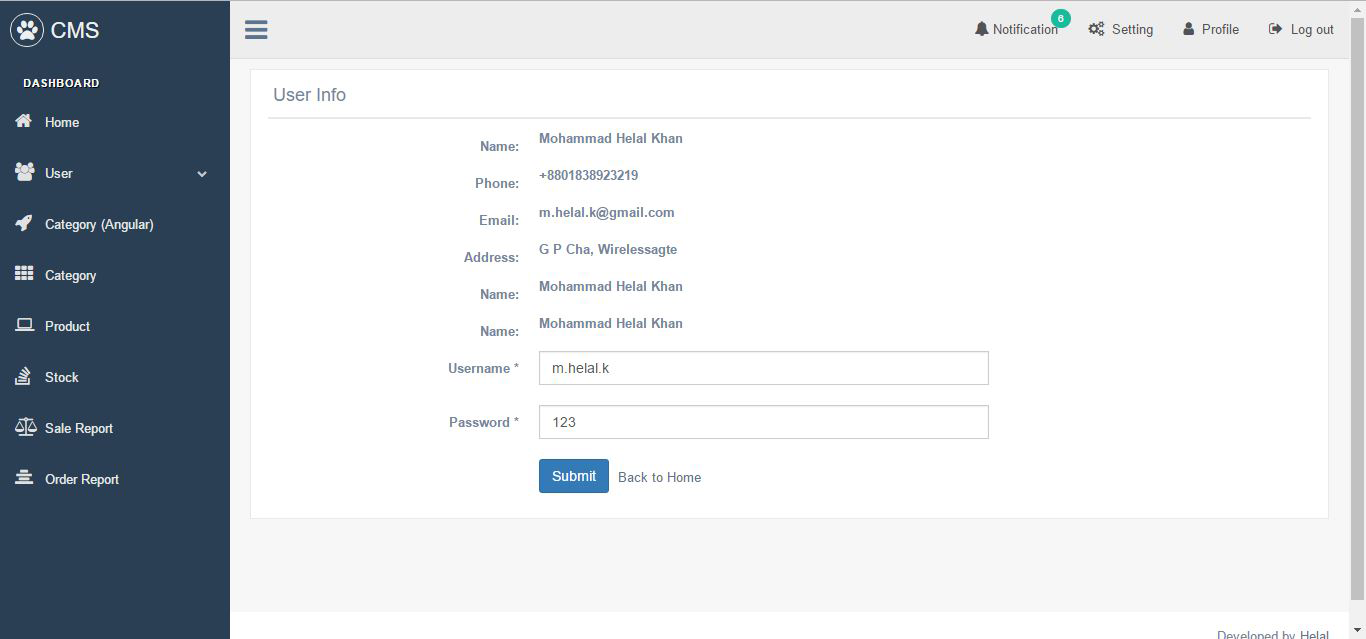 CMS
Notification 6
Setting
Profile
Log out
DASHBOARD
Home
User
Category (Angular)
Category
Product
Stock
Sale Report
Order Report
User Info
Name: Mohammad Helal Khan
Phone: +8801838923219
Email: m.helal.k@gmail.com
Address: G P Cha, Wirelessagte
Name: Mohammad Helal Khan
Name: Mohammad Helal Khan
Username * m.helal.k
Password * 123
Submit Back to Home
Developed by Helal